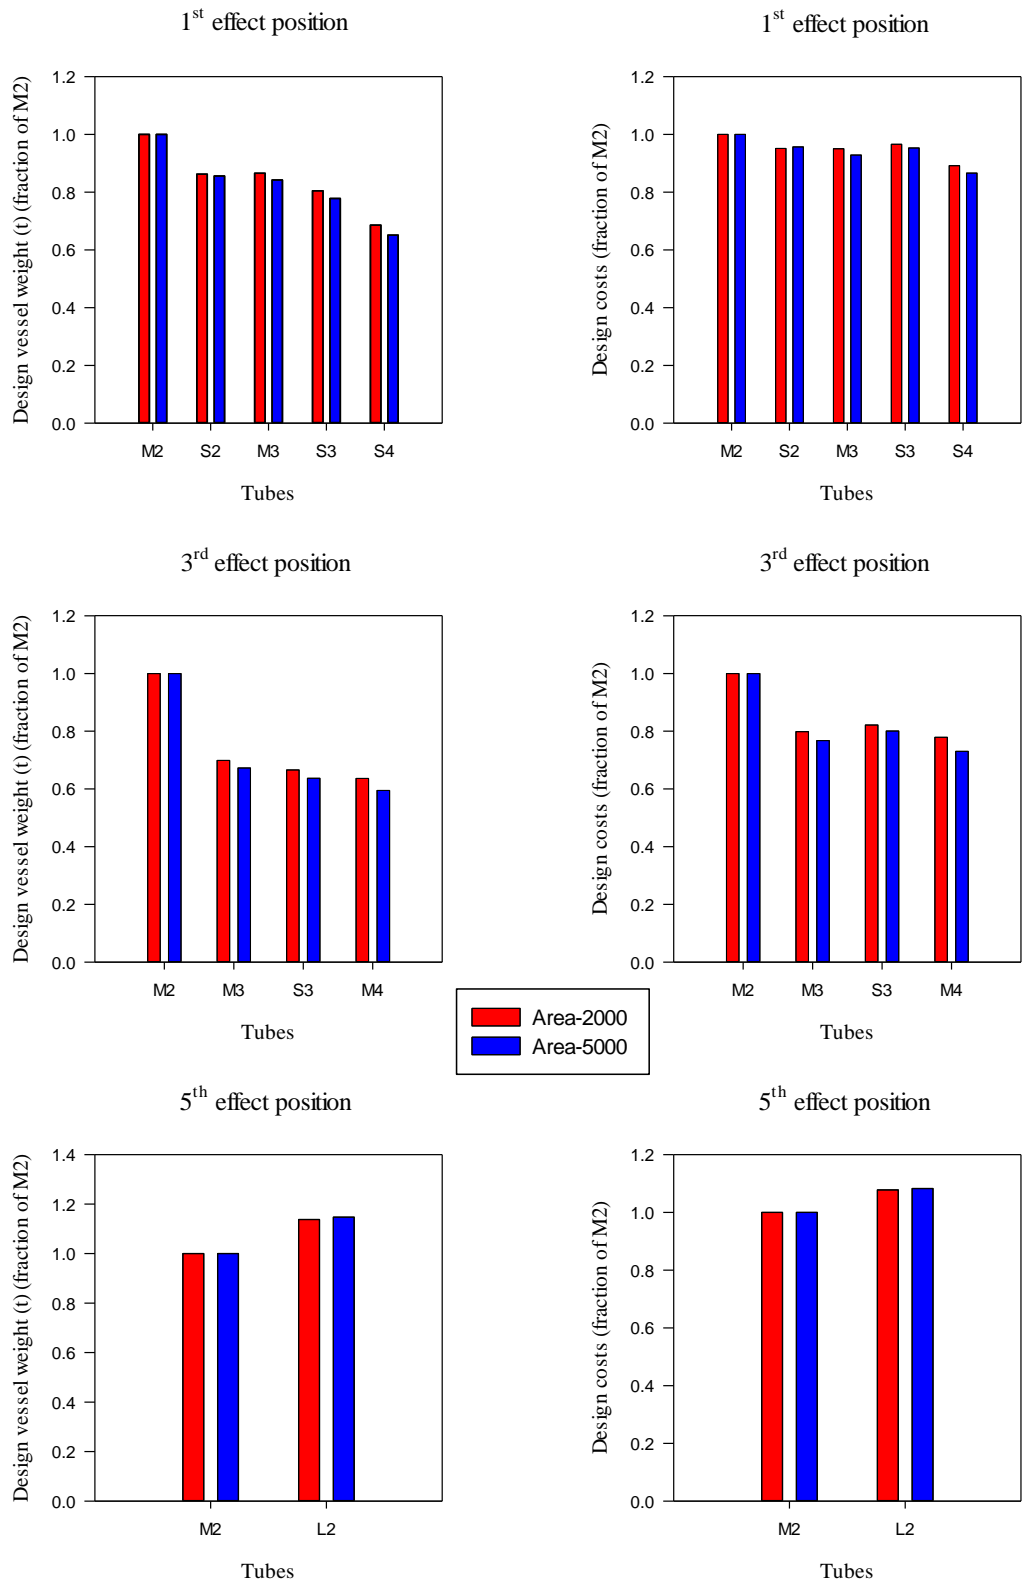 1st effect position
Design vessel weight (t) (fraction of M2)
1.2
1.0
0.8
0.6
0.4
0.2
0.0
M2 S2 M3 S3 S4
Tubes
1st effect position
Design costs (fraction of M2)
1.2
1.0
0.8
0.6
0.4
0.2
0.0
M2 S2 M3 S3 S4
Tubes
3rd effect position
Design vessel weight (t) (fraction of M2)
1.2
1.0
0.8
0.6
0.4
0.2
0.0
M2 M3 S3 M4
Tubes
3rd effect position
Design costs (fraction of M2)
1.2
1.0
0.8
0.6
0.4
0.2
0.0
M2 M3 S3 M4
Tubes
Area-2000
Area-5000
5th effect position
Design vessel weight (t) (fraction of M2)
1.4
1.2
1.0
0.8
0.6
0.4
0.2
0.0
M2 L2
Tubes
5th effect position
Design costs (fraction of M2)
1.2
1.0
0.8
0.6
0.4
0.2
0.0
M2 L2
Tubes